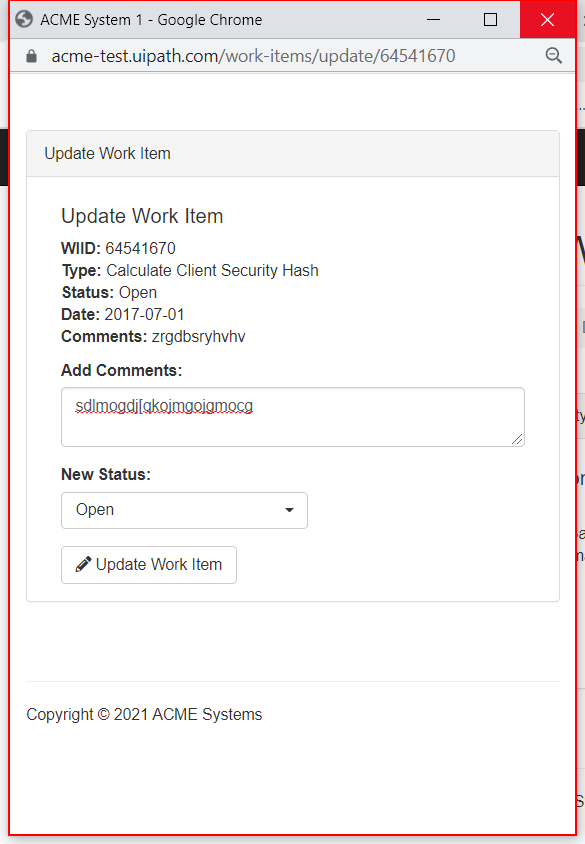 ACME System 1 - Google Chrome
acme-test.uipath.com/work-items/update/64541670
Update Work Item
Update Work Item
WIID: 64541670
Type: Calculate Client Security Hash
Status: Open
Date: 2017-07-01
Comments: zrgdbsryhvhv
Add Comments:
sdlmogdj[gkojmgojgmocg
New Status:
Open
Update Work Item
Copyright © 2021 ACME Systems